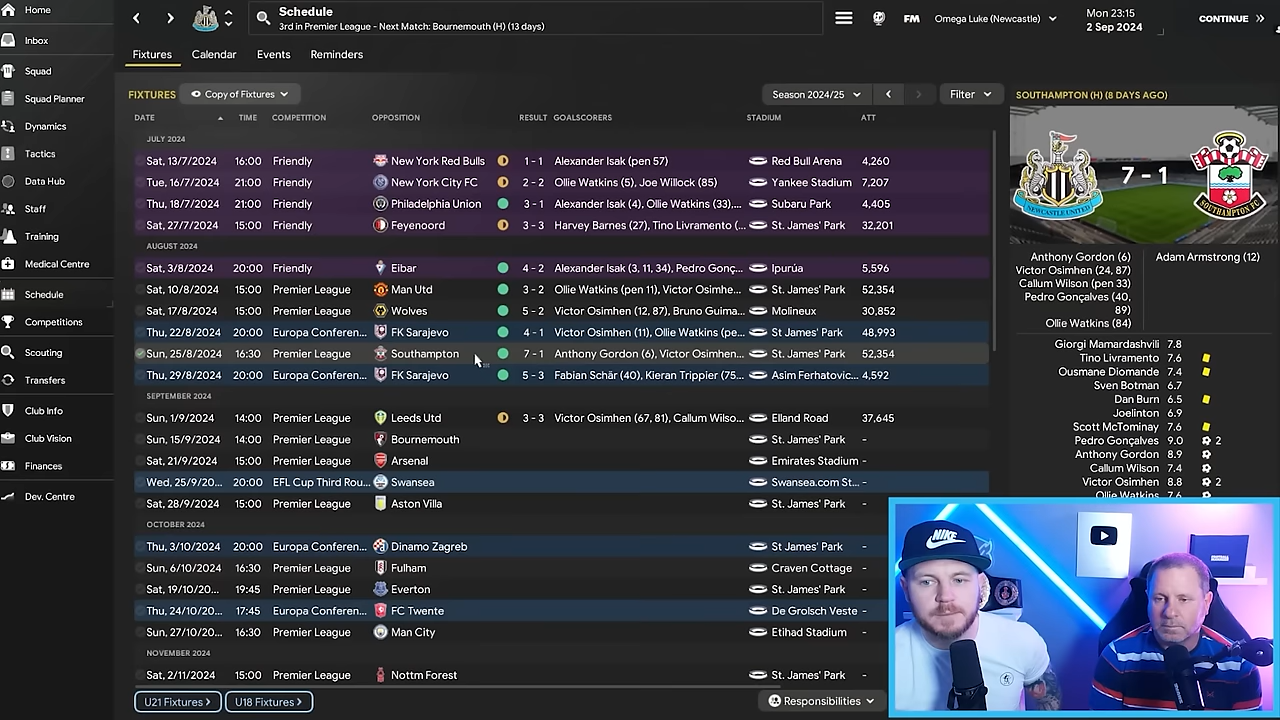 Home
Inbox
Squad
Squad Planner
Dynamics
Tactics
Data Hub
Staff
Training
Medical Centre
Schedule
Competitions
Scouting
Transfers
Club Info
Club Vision
Finances
Dev. Centre
Schedule
3rd in Premier League - Next Match: Bournemouth (H) (13 days)
FM
Omega Luke (Newcastle)
Mon 23:15
2 Sep 2024
CONTINUE
Fixtures Calendar Events Reminders
FIXTURES Copy of Fixtures Season 2024/25 Filter
DATE TIME COMPETITION OPPOSITION RESULT GOALSCORERS STADIUM ATT
JULY 2024
Sat, 13/7/2024 16:00 Friendly New York Red Bulls 1 - 1 Alexander Isak (pen 57) Red Bull Arena 4,260
Tue, 16/7/2024 21:00 Friendly New York City FC 2 - 2 Ollie Watkins (5), Joe Willock (85) Yankee Stadium 7,207
Thu, 18/7/2024 21:00 Friendly Philadelphia Union 3 - 1 Alexander Isak (4), Ollie Watkins (33),... Subaru Park 4,405
Sat, 27/7/2024 15:00 Friendly Feyenoord 3 - 3 Harvey Barnes (27), Tino Livramento (... St. James' Park 32,201
AUGUST 2024
Sat, 3/8/2024 20:00 Friendly Eibar 4 - 2 Alexander Isak (3, 11, 34), Pedro Gonç... Ipurúa 5,596
Sat, 10/8/2024 15:00 Premier League Man Utd 3 - 2 Ollie Watkins (pen 11), Victor Osimhe... St. James' Park 52,354
Sat, 17/8/2024 15:00 Premier League Wolves 5 - 2 Victor Osimhen (12, 87), Bruno Guima... Molineux 30,852
Thu, 22/8/2024 20:00 Europa Conferen... FK Sarajevo 4 - 1 Victor Osimhen (11), Ollie Watkins (pe... St James' Park 48,993
Sun, 25/8/2024 16:30 Premier League Southampton 7 - 1 Anthony Gordon (6), Victor Osimhen... St. James' Park 52,354
Thu, 29/8/2024 20:00 Europa Conferen... FK Sarajevo 5 - 3 Fabian Schär (40), Kieran Trippier (75... Asim Ferhatovic... 4,592
SEPTEMBER 2024
Sun, 1/9/2024 14:00 Premier League Leeds Utd 3 - 3 Victor Osimhen (67, 81), Callum Wilso... Elland Road 37,645
Sun, 15/9/2024 14:00 Premier League Bournemouth St. James' Park -
Sat, 21/9/2024 15:00 Premier League Arsenal Emirates Stadium -
Wed, 25/9/20... 20:00 EFL Cup Third Rou... Swansea Swansea.com St... -
Sat, 28/9/2024 15:00 Premier League Aston Villa St. James' Park -
OCTOBER 2024
Thu, 3/10/2024 20:00 Europa Conferen... Dinamo Zagreb St James' Park -
Sun, 6/10/2024 16:30 Premier League Fulham Craven Cottage -
Sat, 19/10/20... 19:45 Premier League Everton St. James' Park -
Thu, 24/10/20... 17:45 Europa Conferen... FC Twente De Grolsch Veste -
Sun, 27/10/20... 16:30 Premier League Man City Etihad Stadium -
NOVEMBER 2024
Sat, 2/11/2024 15:00 Premier League Nottm Forest St. James' Park -
U21 Fixtures > U18 Fixtures > Responsibilities
SOUTHAMPTON (H) (8 DAYS AGO)
NEWCASTLE UNITED
7 - 1
SOUTHAMPTON FC
Anthony Gordon (6) Adam Armstrong (12)
Victor Osimhen (24, 87)
Callum Wilson (pen 33)
Pedro Gonçalves (40,
89)
Ollie Watkins (84)
Giorgi Mamardashvili 7.8
Tino Livramento 7.6
Ousmane Diomande 7.4
Sven Botman 6.7
Dan Burn 6.5
Joelinton 6.9
Scott McTominay 7.6
Pedro Gonçalves 9.0 2
Anthony Gordon 8.9
Callum Wilson 7.4
Victor Osimhen 8.8 2
Ollie Watkins 7.6
NIKE